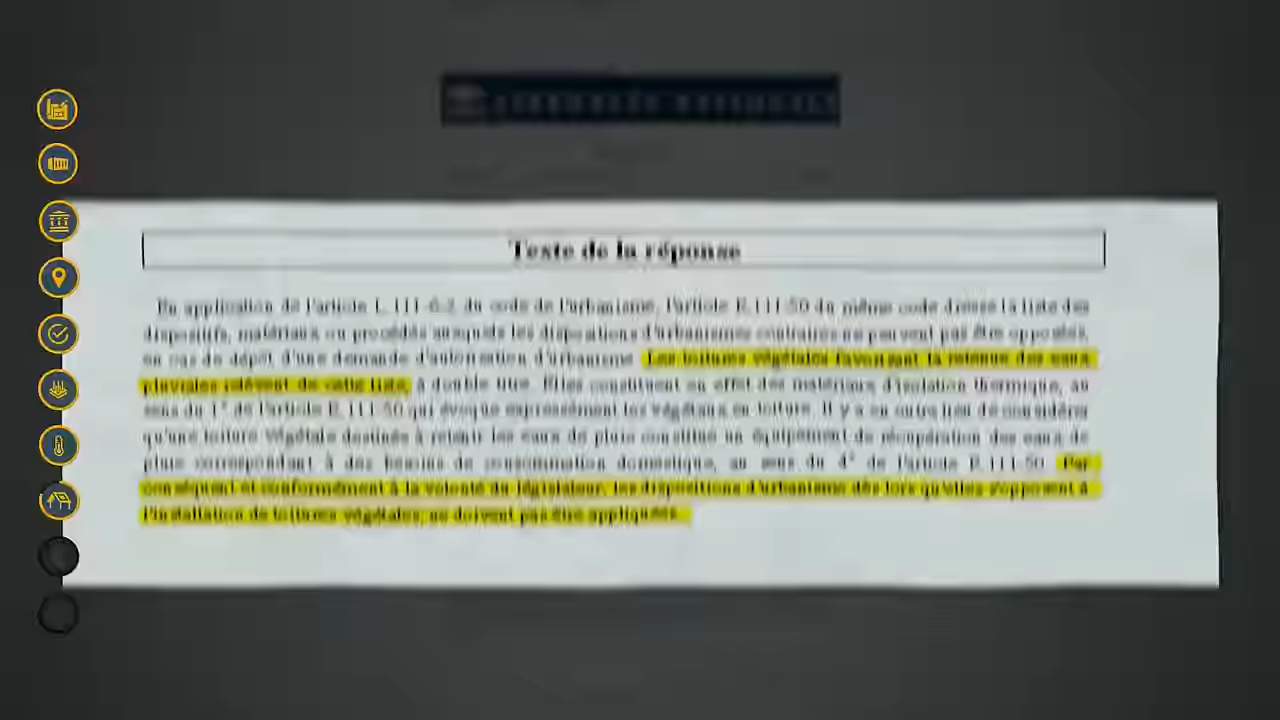 ASSEMBLÉE NATIONALE
Texte de la réponse
En application de l'article L. 111-6-2 du code de l'urbanisme, l'article R.111-50 du même code dresse la liste des
dispositifs, matériaux ou procédés auxquels les dispositions d'urbanismes contraires ne peuvent pas être opposées,
en cas de dépôt d'une demande d'autorisation d'urbanisme. Les toitures végétales favorisant la retenue des eaux
pluviales relèvent de cette liste, à double titre. Elles constituent en effet des matériaux d'isolation thermique, au
sens du 1° de l'article R.111-50 qui évoque expressément les végétaux en toiture. Il y a en outre lieu de considérer
qu'une toiture végétale destinée à retenir les eaux de pluie constitue un équipement de récupération des eaux de
pluie correspondant à des besoins de consommation domestique, au sens du 4° de l'article R.111-50. Par
conséquent et conformément à la volonté du législateur, les dispositions d'urbanisme dès lors qu'elles s'opposent à
l'installation de toitures végétales, ne doivent pas être appliquées.